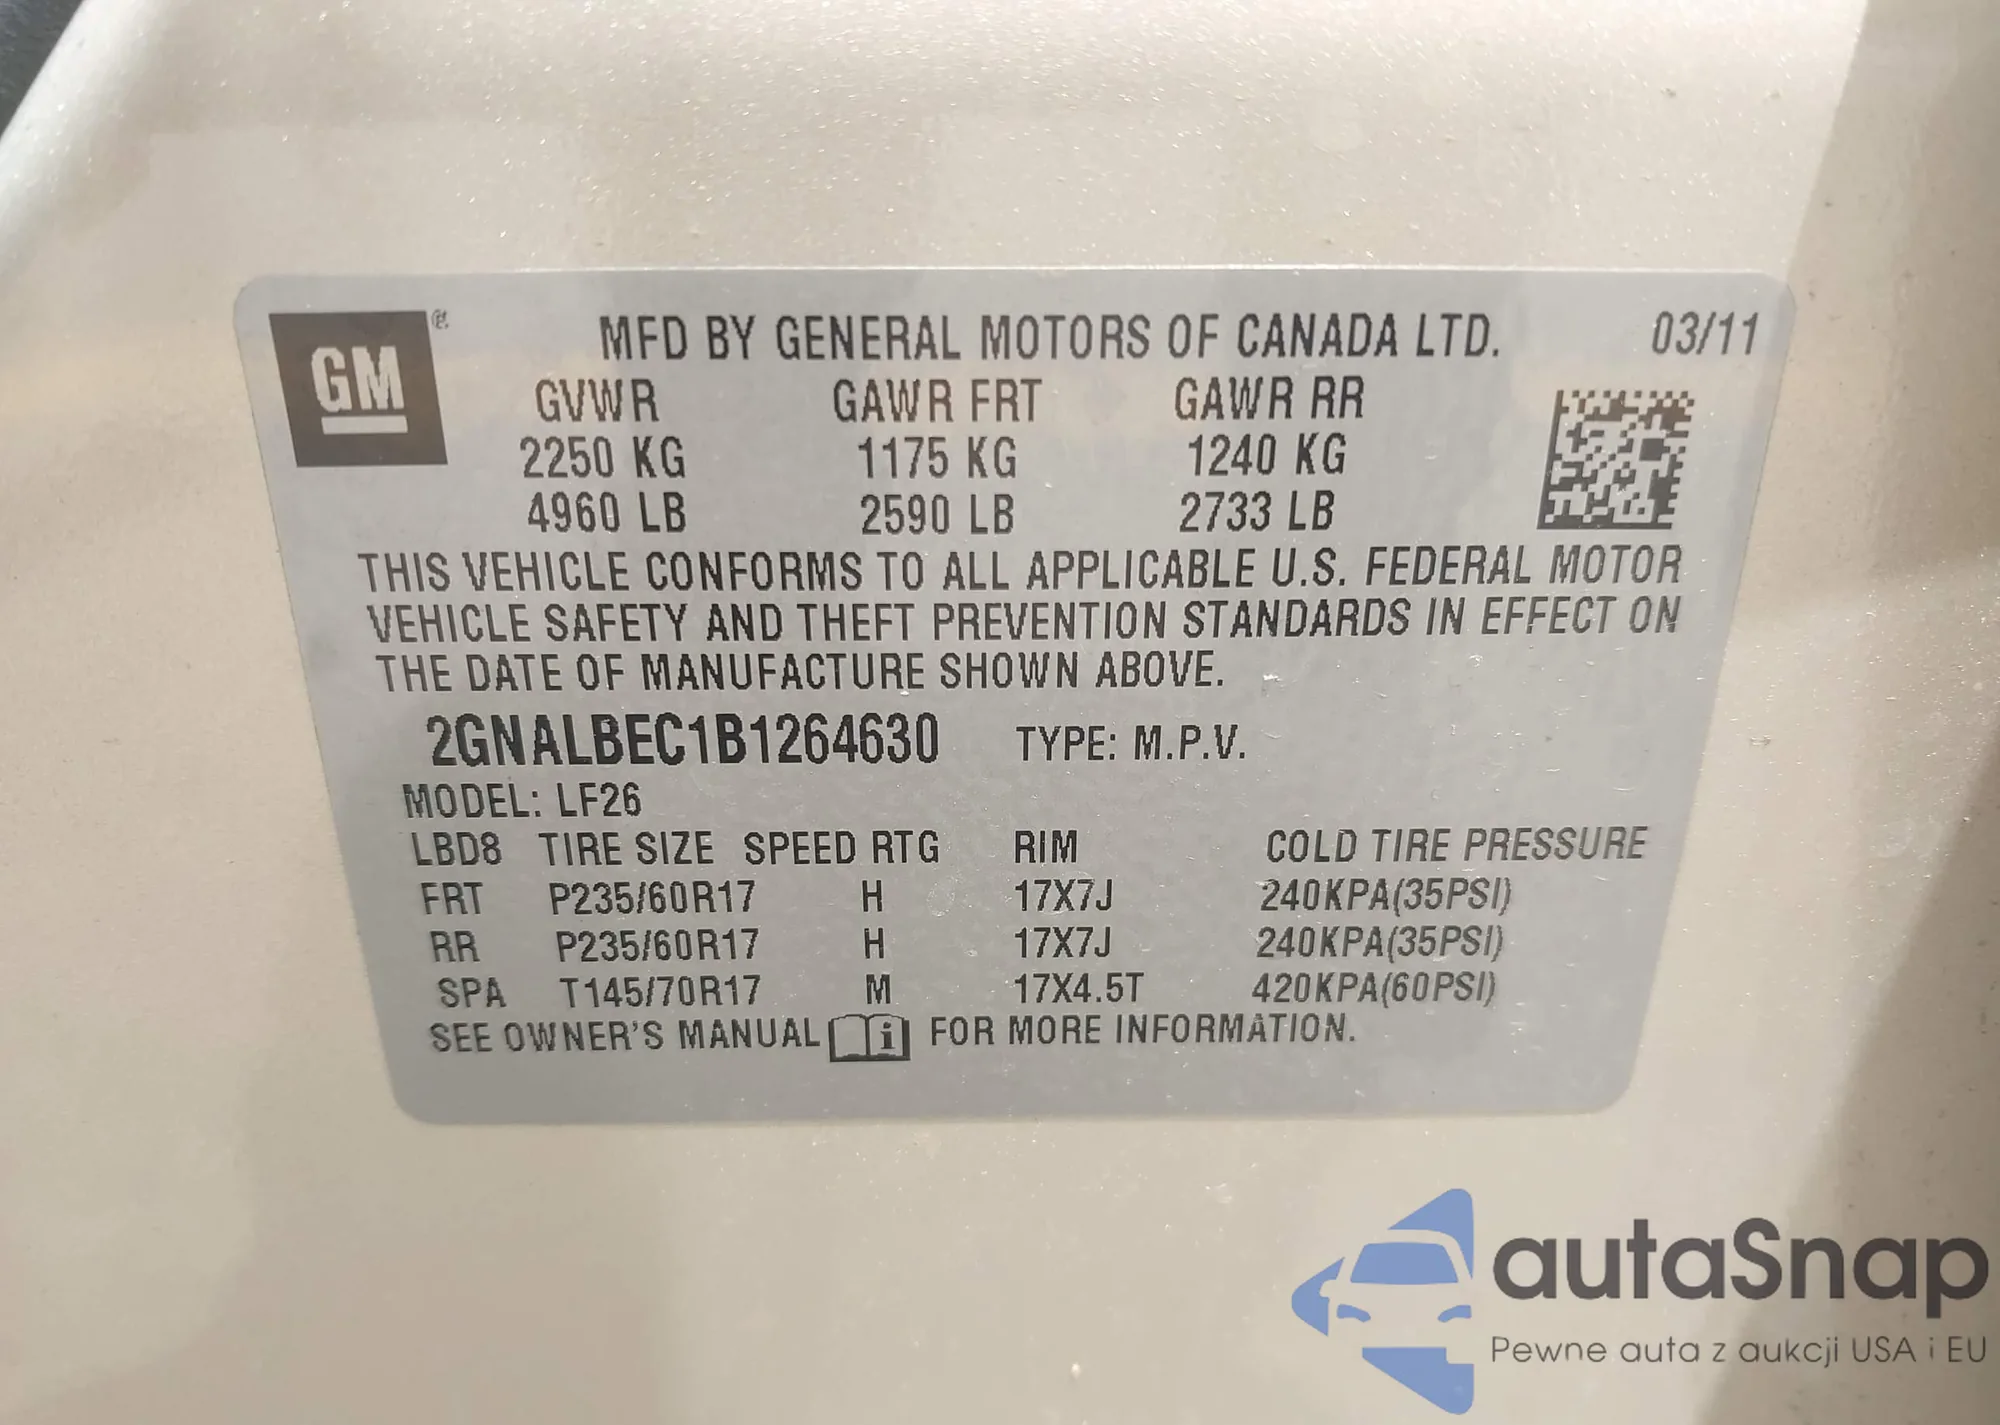 GM
MFD BY GENERAL MOTORS OF CANADA LTD. 03/11
GVWR GAWR FRT GAWR RR
2250 KG 1175 KG 1240 KG
4960 LB 2590 LB 2733 LB
THIS VEHICLE CONFORMS TO ALL APPLICABLE U.S. FEDERAL MOTOR
VEHICLE SAFETY AND THEFT PREVENTION STANDARDS IN EFFECT ON
THE DATE OF MANUFACTURE SHOWN ABOVE.
2GNALBEC1B1264630 TYPE: M.P.V.
MODEL: LF26
LBD8 TIRE SIZE SPEED RTG RIM COLD TIRE PRESSURE
FRT P235/60R17 H 17X7J 240KPA(35PSI)
RR P235/60R17 H 17X7J 240KPA(35PSI)
SPA T145/70R17 M 17X4.5T 420KPA(60PSI)
SEE OWNER'S MANUAL i FOR MORE INFORMATION.
autaSnap
Pewne auta z aukcji USA i EU